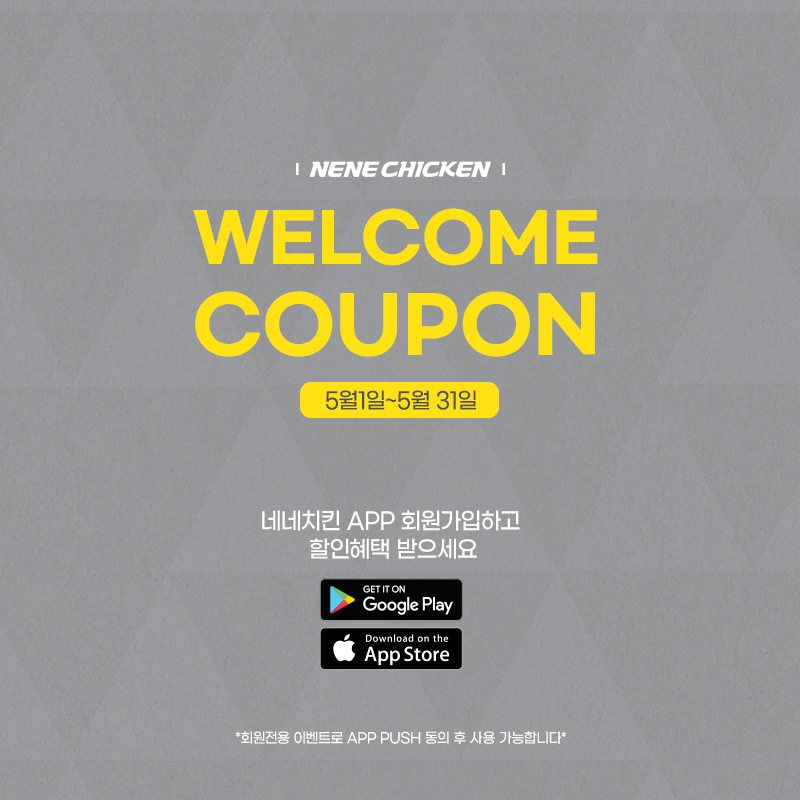 NENE CHICKEN
WELCOME
COUPON
5월1일~5월 31일
네네치킨 APP 회원가입하고
할인혜택 받으세요
GET IT ON
Google Play
Download on the
App Store
*회원전용 이벤트로 APP PUSH 동의 후 사용 가능합니다*